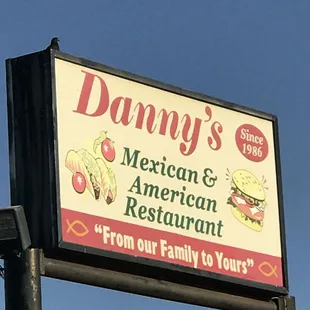 Danny's
Since
1986
Mexican &
American
Restaurant
"From our Family to Yours"